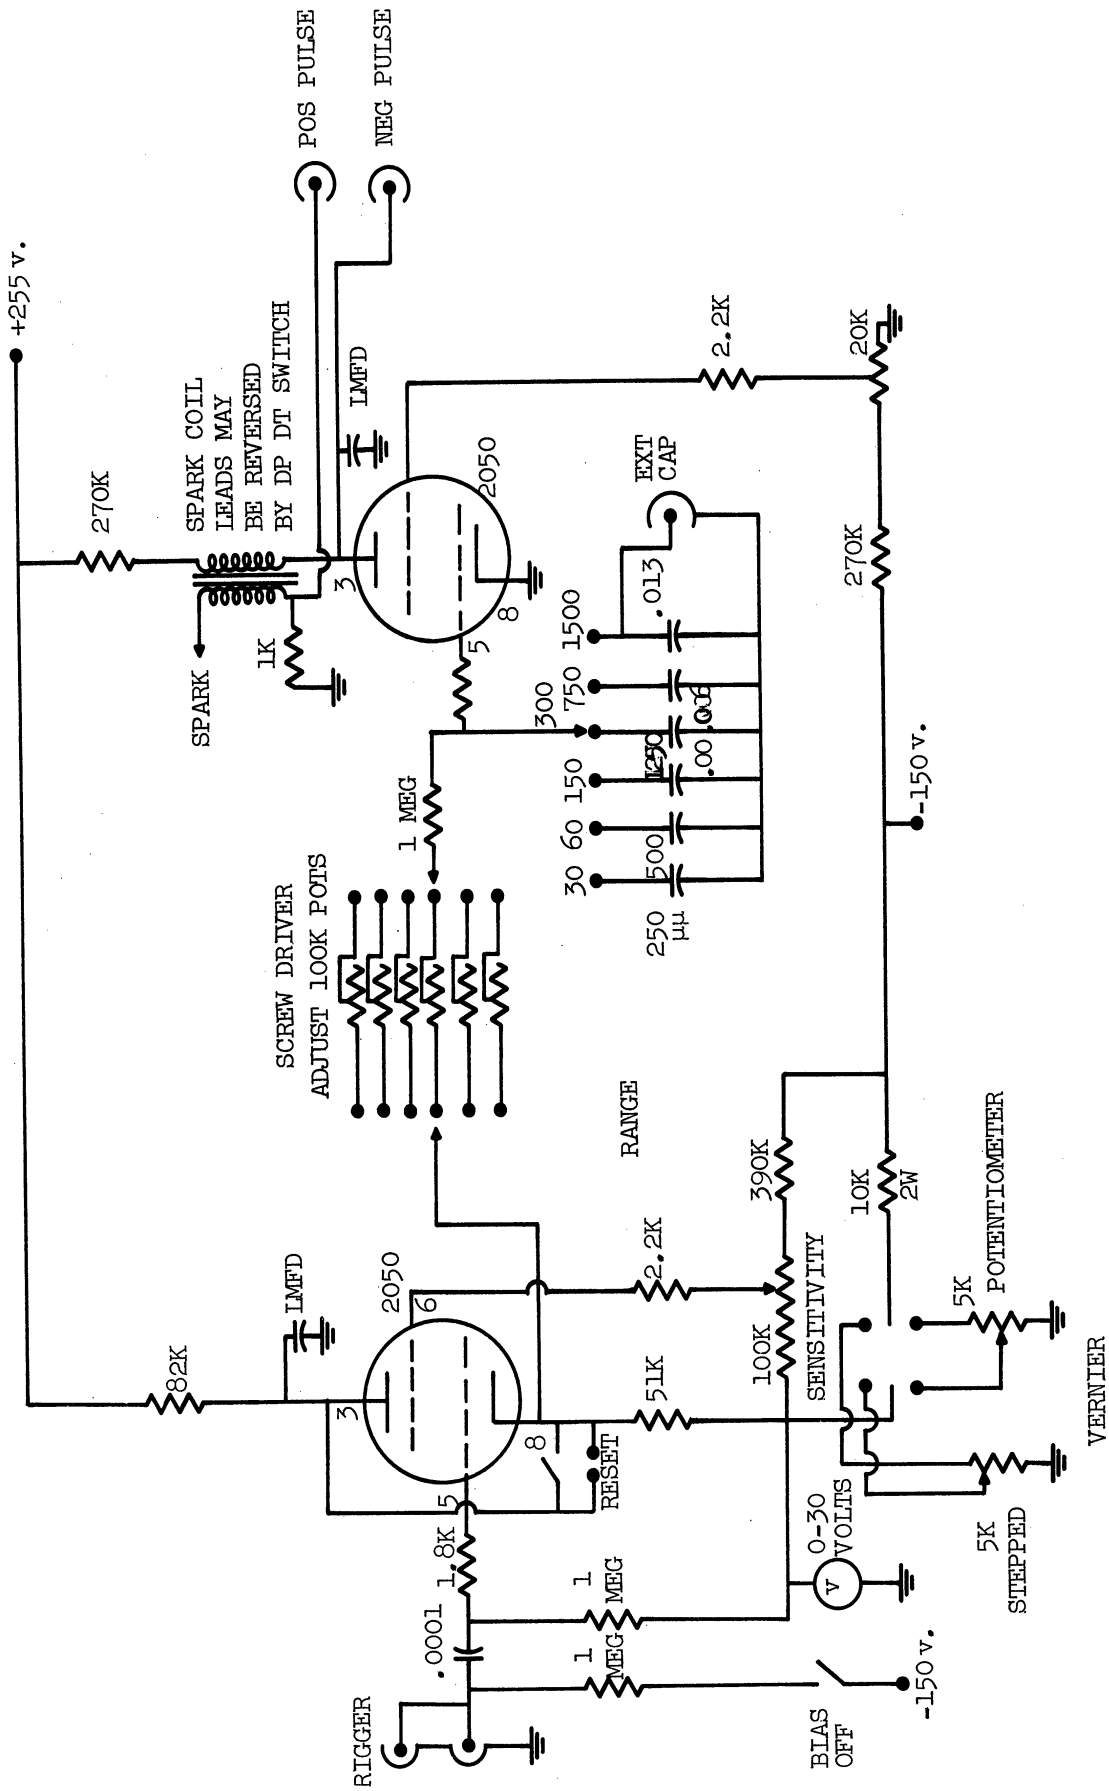 +255 v.
82K
270K
SPARK COIL
LEADS MAY
BE REVERSED
BY DP DT SWITCH
POS PULSE
NEG PULSE
SPARK
1K
1MFD
1MFD
SCREW DRIVER
ADJUST 100K POTS
1 MEG
3
2050
6
5
8
3
2050
5
8
RIGGER
.0001
1.8K
RESET
1
MEG
1
MEG
51K
2.2K
2.2K
RANGE
30
60
150
300
750
1500
250
μμ
500
.00
.013
EXT
CAP
20K
270K
390K
100K
SENSITIVITY
10K
2W
-150v.
BIAS
OFF
-150v.
V
0-30
VOLTS
5K
STEPPED
5K
POTENTIOMETER
VERNIER